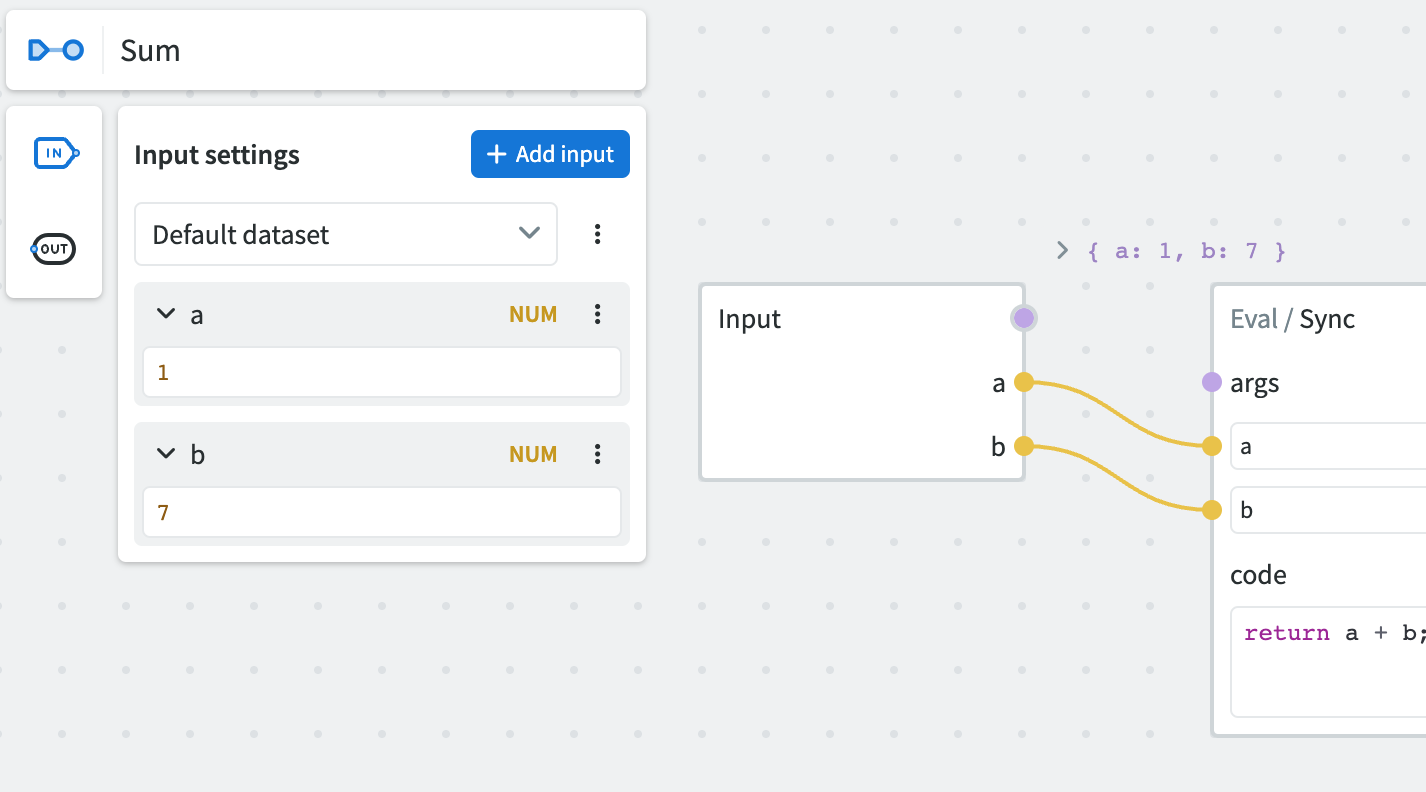 Sum
IN
OUT
Input settings
+ Add input
Default dataset
a NUM
1
b NUM
7
> { a: 1, b: 7 }
Input
a
b
Eval / Sync
args
a
b
code
return a + b;